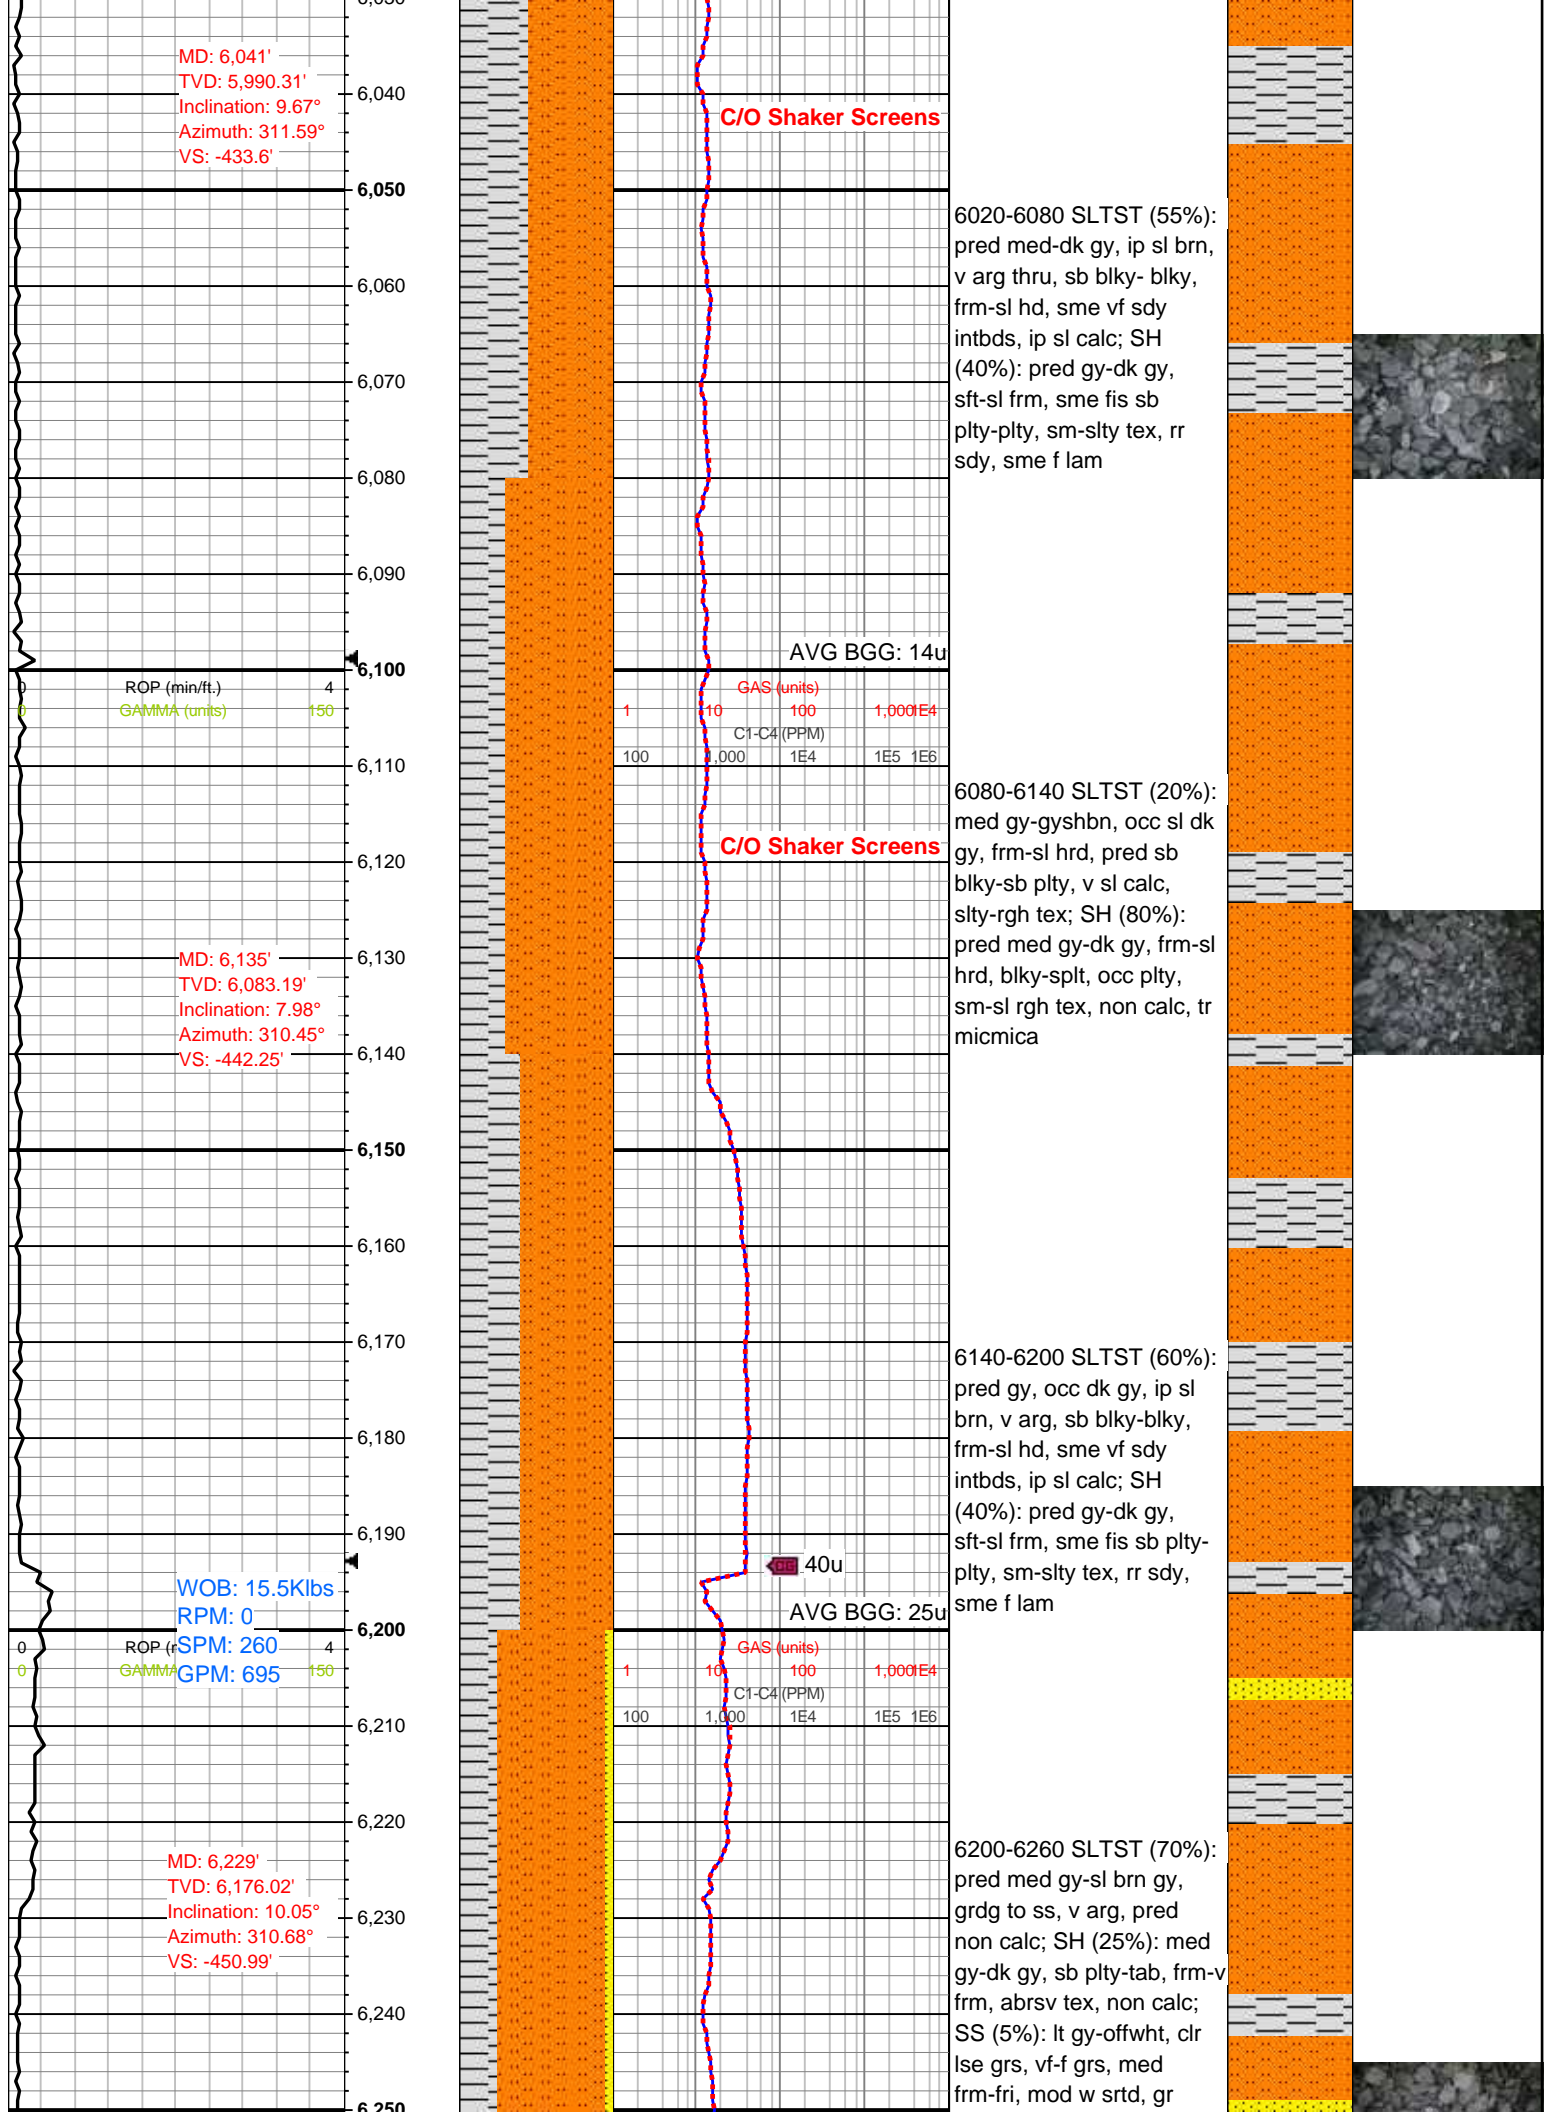 MD: 6,041'
TVD: 5,990.31'
Inclination: 9.67°
Azimuth: 311.59°
VS: -433.6'
6,040
C/O Shaker Screens
6,050
6020-6080 SLTST (55%):
pred med-dk gy, ip sl brn,
v arg thru, sb blky- blky,
frm-sl hd, sme vf sdy
intbds, ip sl calc; SH
(40%): pred gy-dk gy,
sft-sl frm, sme fis sb
plty-plty, sm-slty tex, rr
sdy, sme f lam
6,060
6,070
6,080
6,090
AVG BGG: 14u
6,100
0 ROP (min/ft.) 4
0 GAMMA (units) 150
GAS (units)
1 10 100 1,000 1E4
C1-C4 (PPM)
100 1,000 1E4 1E5 1E6
6,110
6080-6140 SLTST (20%):
med gy-gyshbn, occ sl dk
gy, frm-sl hrd, pred sb
blky-sb plty, v sl calc,
slty-rgh tex; SH (80%):
pred med gy-dk gy, frm-sl
hrd, blky-splt, occ plty,
sm-sl rgh tex, non calc, tr
micmica
C/O Shaker Screens
6,120
6,130
MD: 6,135'
TVD: 6,083.19'
Inclination: 7.98°
Azimuth: 310.45°
VS: -442.25'
6,140
6,150
6,160
6,170
6140-6200 SLTST (60%):
pred gy, occ dk gy, ip sl
brn, v arg, sb blky-blky,
frm-sl hd, sme vf sdy
intbds, ip sl calc; SH
(40%): pred gy-dk gy,
sft-sl frm, sme fis sb plty-
plty, sm-slty tex, rr sdy,
sme f lam
6,180
6,190
CG 40u
WOB: 15.5Klbs
RPM: 0
SPM: 260
GPM: 695
AVG BGG: 25u
6,200
0 ROP (r 4
0 GAMMA 150
GAS (units)
1 10 100 1,000 1E4
C1-C4 (PPM)
100 1,000 1E4 1E5 1E6
6,210
6,220
6200-6260 SLTST (70%):
pred med gy-sl brn gy,
grdg to ss, v arg, pred
non calc; SH (25%): med
gy-dk gy, sb plty-tab, frm-v
frm, abrsv tex, non calc;
SS (5%): lt gy-offwht, clr
lse grs, vf-f grs, med
frm-fri, mod w srtd, gr
MD: 6,229'
TVD: 6,176.02'
Inclination: 10.05°
Azimuth: 310.68°
VS: -450.99'
6,230
6,240
6,250